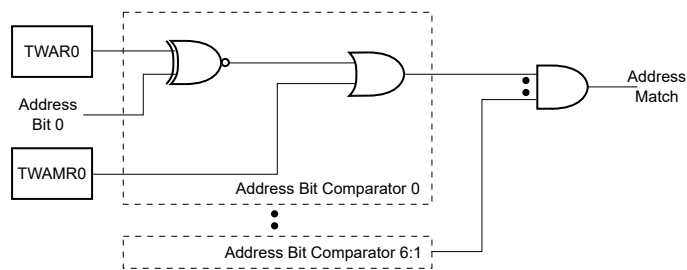 TWAR0
Address
Bit 0
TWAMR0
Address Bit Comparator 0
Address Bit Comparator 6:1
Address
Match